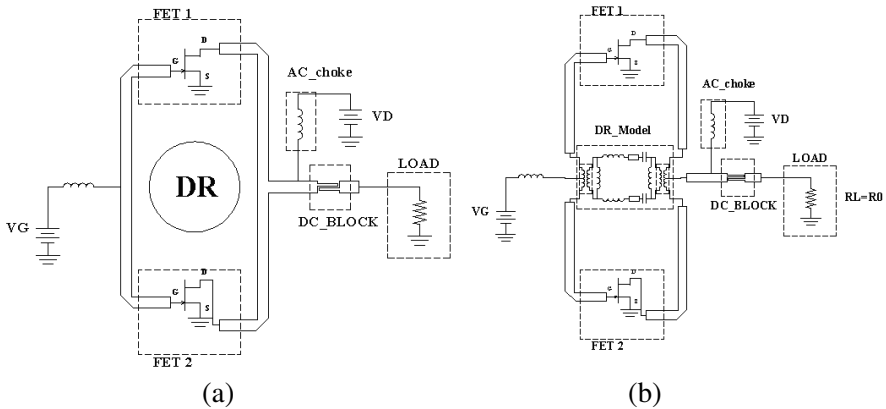 FET 1
D
G
S
AC_choke
VD
DR
LOAD
VG
DC_BLOCK
D
G
S
FET 2
(a)
FET 1
D
G
S
AC_choke
VD
DR_Model
LOAD
VG
DC_BLOCK
RL=R0
D
G
FET 2
(b)